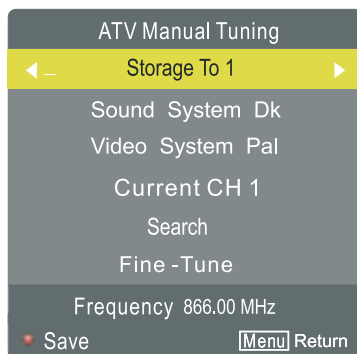 ATV Manual Tuning
Storage To 1
Sound System Dk
Video System Pal
Current CH 1
Search
Fine -Tune
Frequency 866.00 MHz
Save Menu Return